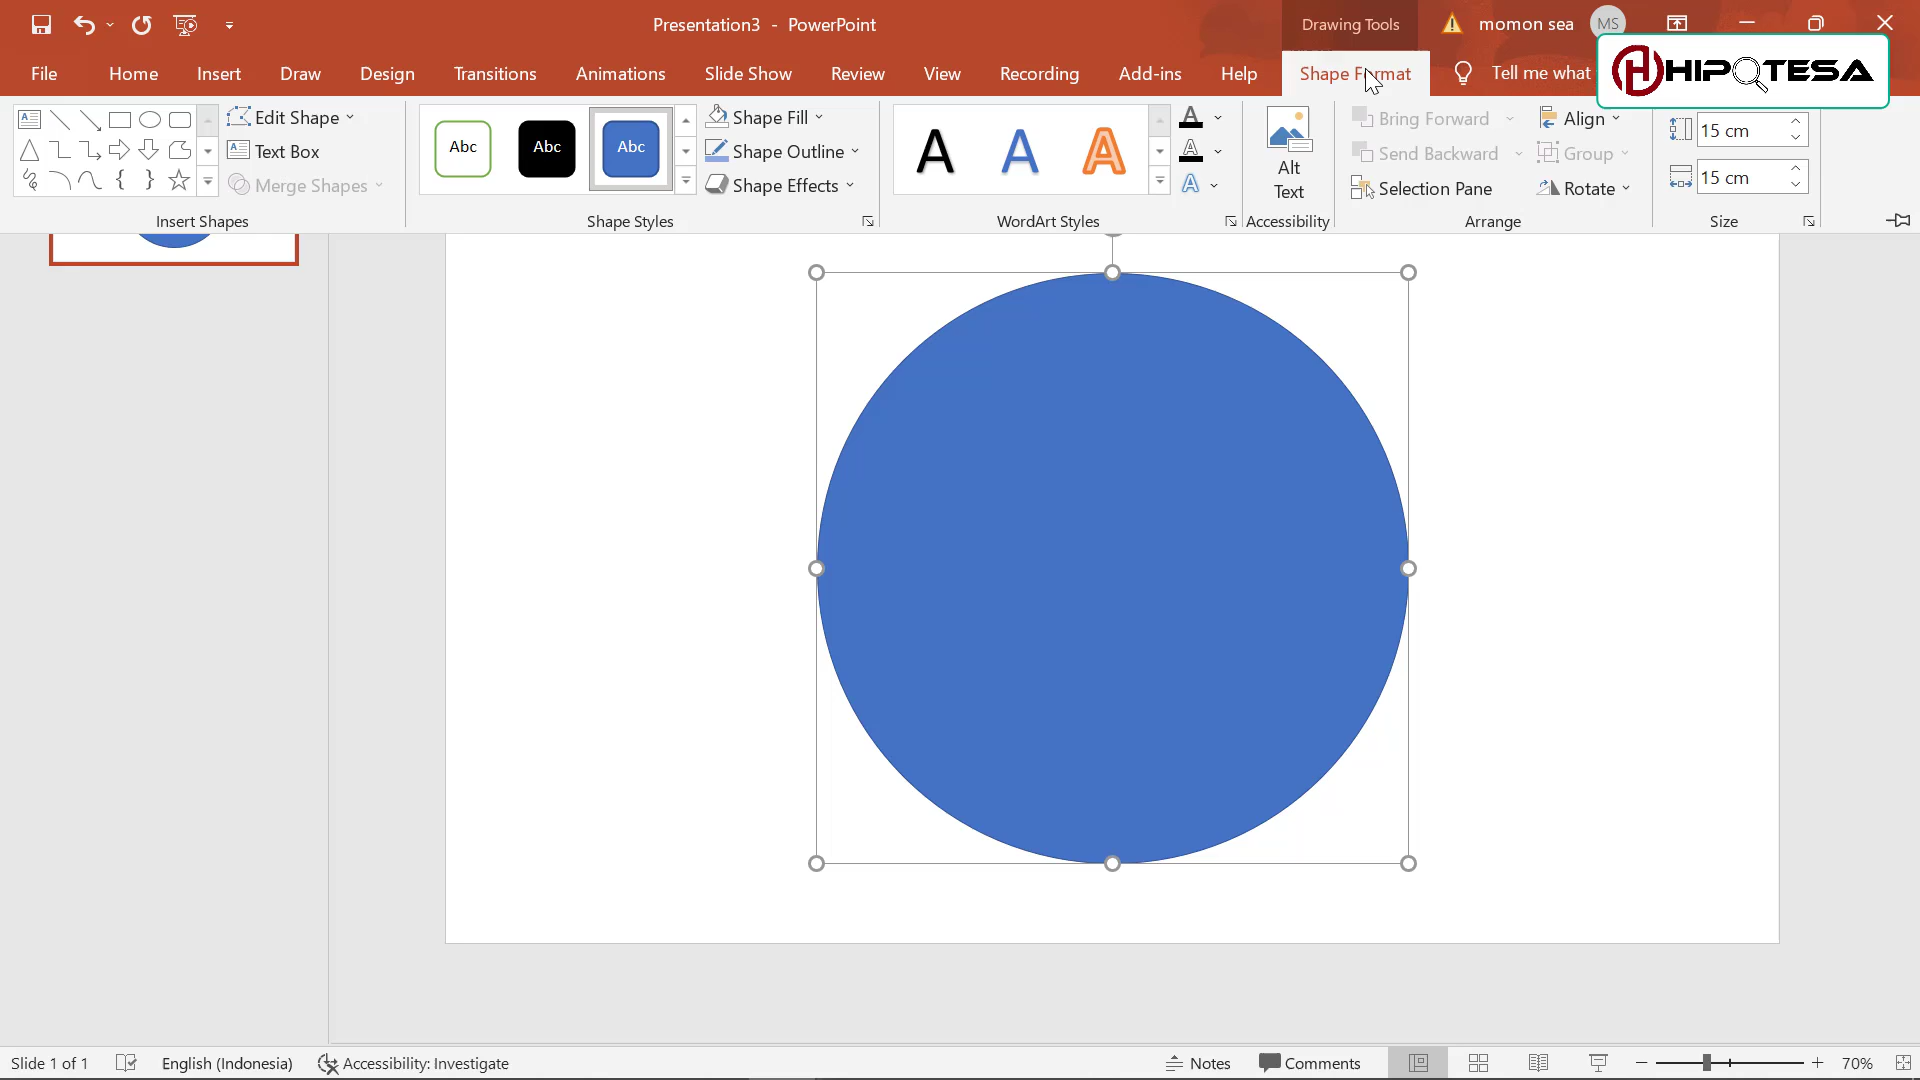 Presentation3 - PowerPoint
Drawing Tools
momon sea
MS
HIPOTESA
File Home Insert Draw Design Transitions Animations Slide Show Review View Recording Add-ins Help Shape Format Tell me what
Edit Shape
Text Box
Merge Shapes
Insert Shapes
Abc Abc Abc
Shape Fill
Shape Outline
Shape Effects
Shape Styles
A A A
A
A
A
WordArt Styles
Alt
Text
Accessibility
Bring Forward
Send Backward
Selection Pane
Align
Group
Rotate
Arrange
15 cm
15 cm
Size
Slide 1 of 1 English (Indonesia) Accessibility: Investigate Notes Comments 70%